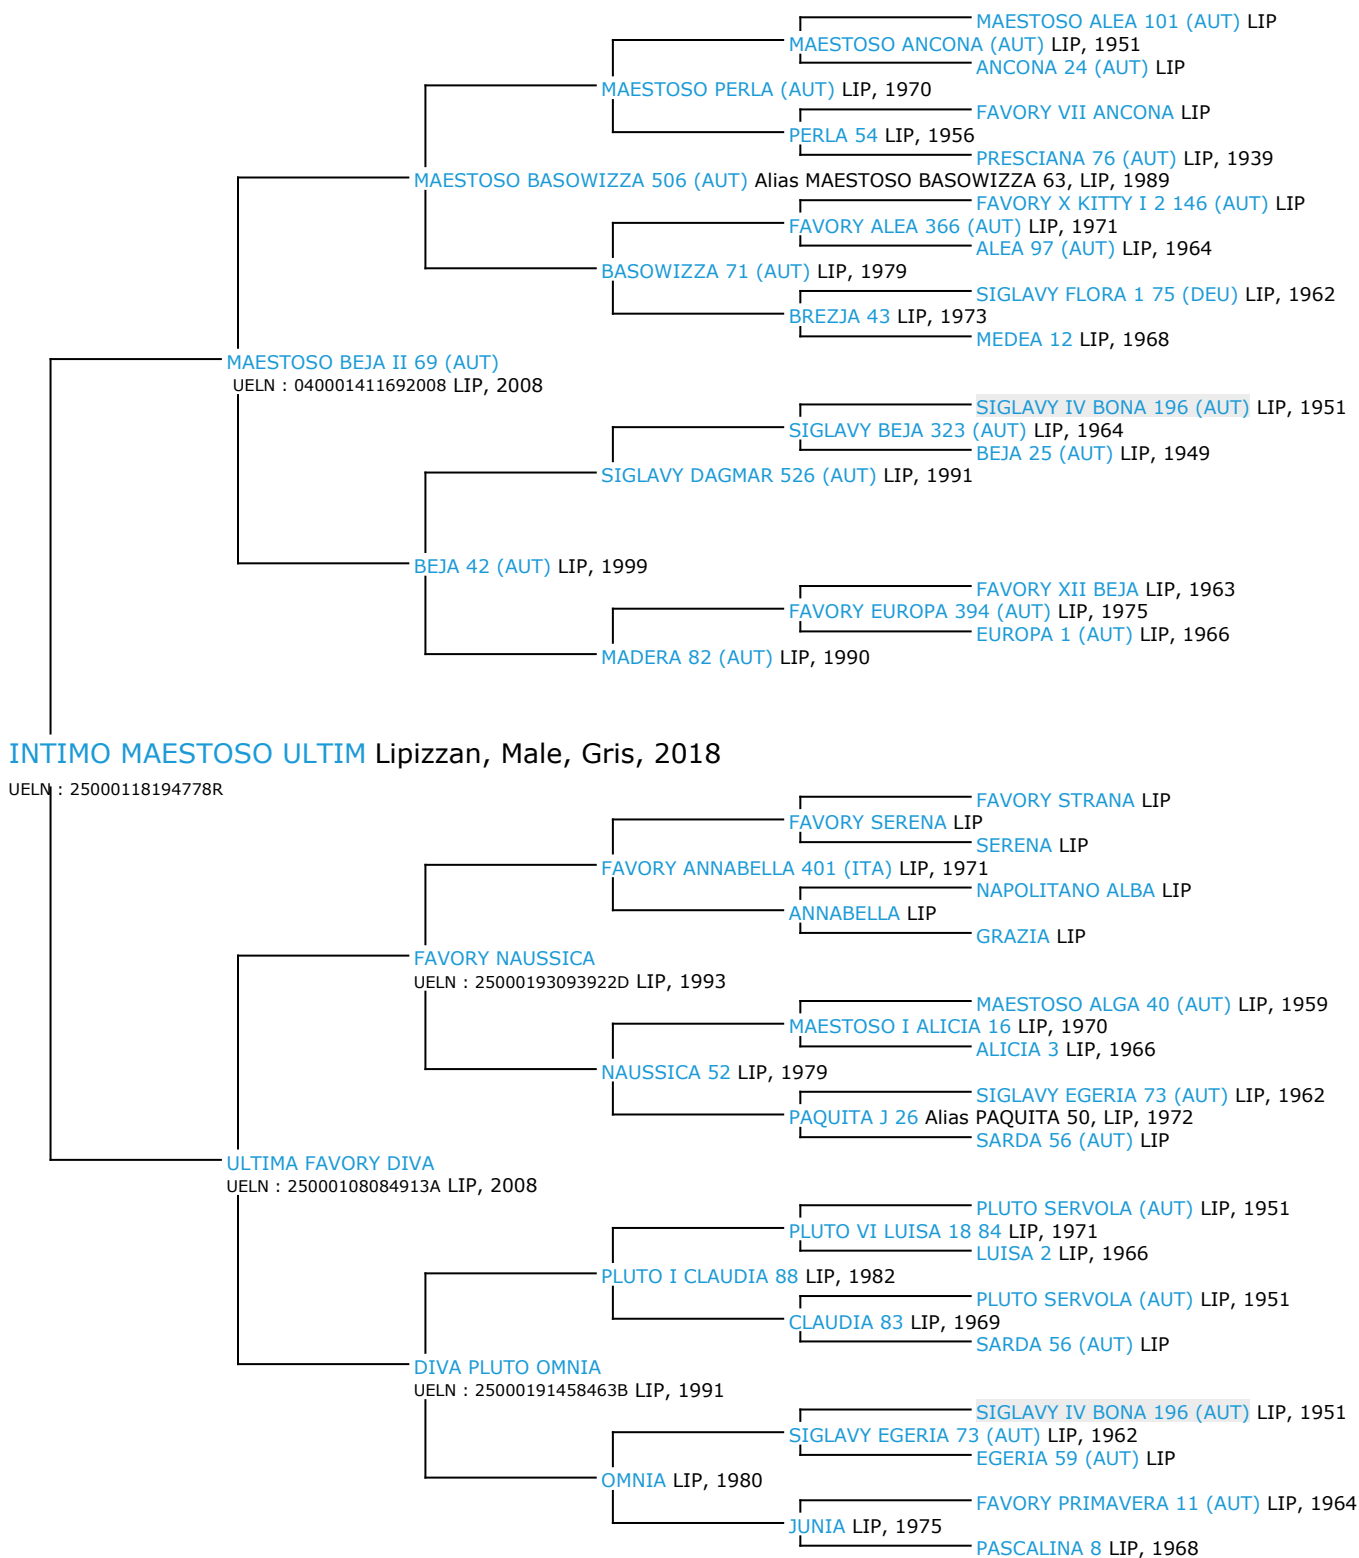 MAESTOSO ALEA 101 (AUT) LIP
MAESTOSO ANCONA (AUT) LIP, 1951
ANCONA 24 (AUT) LIP
MAESTOSO PERLA (AUT) LIP, 1970
FAVORY VII ANCONA LIP
PERLA 54 LIP, 1956
PRESCIANA 76 (AUT) LIP, 1939
MAESTOSO BASOWIZZA 506 (AUT) Alias MAESTOSO BASOWIZZA 63, LIP, 1989
FAVORY X KITTY I 2 146 (AUT) LIP
FAVORY ALEA 366 (AUT) LIP, 1971
ALEA 97 (AUT) LIP, 1964
BASOWIZZA 71 (AUT) LIP, 1979
SIGLAVY FLORA 1 75 (DEU) LIP, 1962
BREZJA 43 LIP, 1973
MEDEA 12 LIP, 1968
MAESTOSO BEJA II 69 (AUT)
UELN : 040001411692008 LIP, 2008
SIGLAVY IV BONA 196 (AUT) LIP, 1951
SIGLAVY BEJA 323 (AUT) LIP, 1964
BEJA 25 (AUT) LIP, 1949
SIGLAVY DAGMAR 526 (AUT) LIP, 1991
BEJA 42 (AUT) LIP, 1999
FAVORY XII BEJA LIP, 1963
FAVORY EUROPA 394 (AUT) LIP, 1975
EUROPA 1 (AUT) LIP, 1966
MADERA 82 (AUT) LIP, 1990
INTIMO MAESTOSO ULTIM Lipizzan, Male, Gris, 2018
UELN : 25000118194778R
FAVORY STRANA LIP
FAVORY SERENA LIP
SERENA LIP
FAVORY ANNABELLA 401 (ITA) LIP, 1971
NAPOLITANO ALBA LIP
ANNABELLA LIP
GRAZIA LIP
FAVORY NAUSSICA
UELN : 25000193093922D LIP, 1993
MAESTOSO ALGA 40 (AUT) LIP, 1959
MAESTOSO I ALICIA 16 LIP, 1970
ALICIA 3 LIP, 1966
NAUSSICA 52 LIP, 1979
SIGLAVY EGERIA 73 (AUT) LIP, 1962
PAQUITA J 26 Alias PAQUITA 50, LIP, 1972
SARDA 56 (AUT) LIP
ULTIMA FAVORY DIVA
UELN : 25000108084913A LIP, 2008
PLUTO SERVOLA (AUT) LIP, 1951
PLUTO VI LUISA 18 84 LIP, 1971
LUISA 2 LIP, 1966
PLUTO I CLAUDIA 88 LIP, 1982
PLUTO SERVOLA (AUT) LIP, 1951
CLAUDIA 83 LIP, 1969
SARDA 56 (AUT) LIP
DIVA PLUTO OMNIA
UELN : 25000191458463B LIP, 1991
SIGLAVY IV BONA 196 (AUT) LIP, 1951
SIGLAVY EGERIA 73 (AUT) LIP, 1962
EGERIA 59 (AUT) LIP
OMNIA LIP, 1980
FAVORY PRIMAVERA 11 (AUT) LIP, 1964
JUNIA LIP, 1975
PASCALINA 8 LIP, 1968